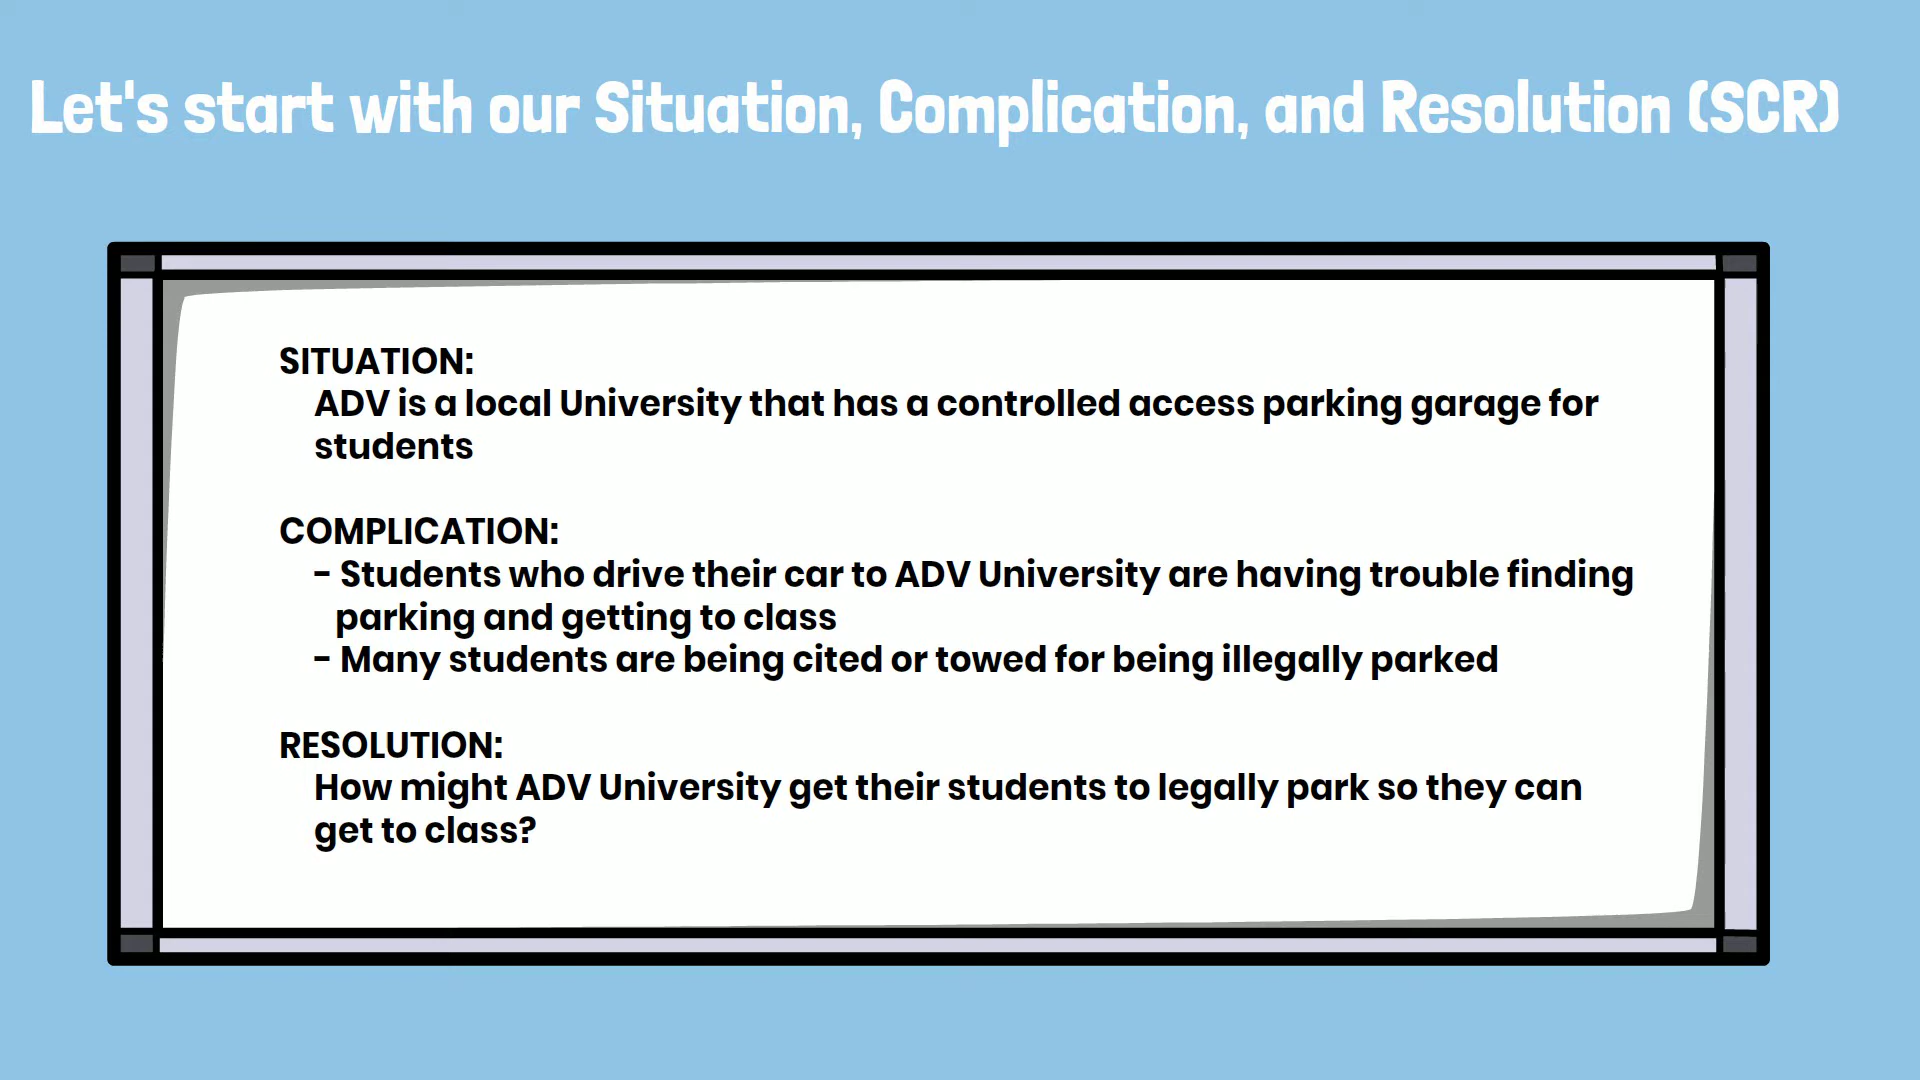 Let's start with our Situation, Complication, and Resolution (SCR)
SITUATION:
ADV is a local University that has a controlled access parking garage for
students
COMPLICATION:
- Students who drive their car to ADV University are having trouble finding
parking and getting to class
- Many students are being cited or towed for being illegally parked
RESOLUTION:
How might ADV University get their students to legally park so they can
get to class?